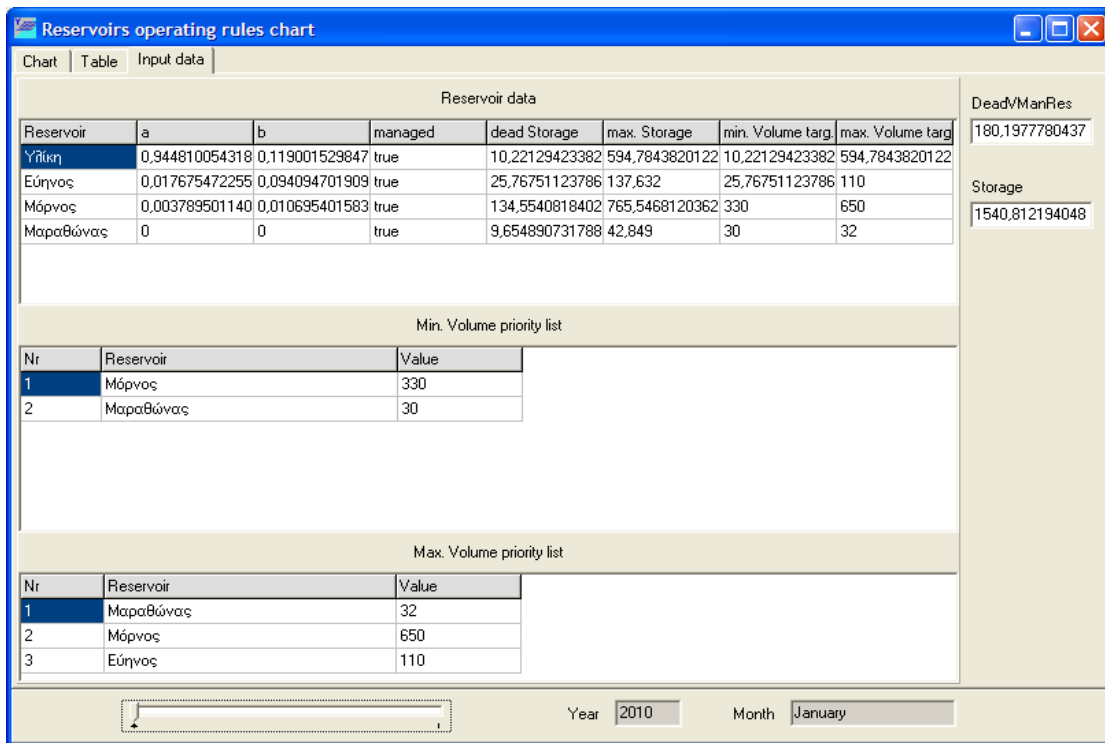 Reservoirs operating rules chart
Chart Table Input data
Reservoir data
Reservoir a b managed dead Storage max. Storage min. Volume targ. max. Volume targ
Υλίκη 0,944810054318 0,119001529847 true 10,22129423382 594,7843820122 10,22129423382 594,7843820122
Εύηνος 0,017675472255 0,094094701909 true 25,76751123786 137,632 25,76751123786 110
Μόρνος 0,003789501140 0,010695401583 true 134,5540818402 765,5468120362 330 650
Μαραθώνας 0 0 true 9,654890731788 42,849 30 32
DeadVManRes
180,1977780437
Storage
1540,812194048
Min. Volume priority list
Nr Reservoir Value
1 Μόρνος 330
2 Μαραθώνας 30
Max. Volume priority list
Nr Reservoir Value
1 Μαραθώνας 32
2 Μόρνος 650
3 Εύηνος 110
Year 2010 Month January